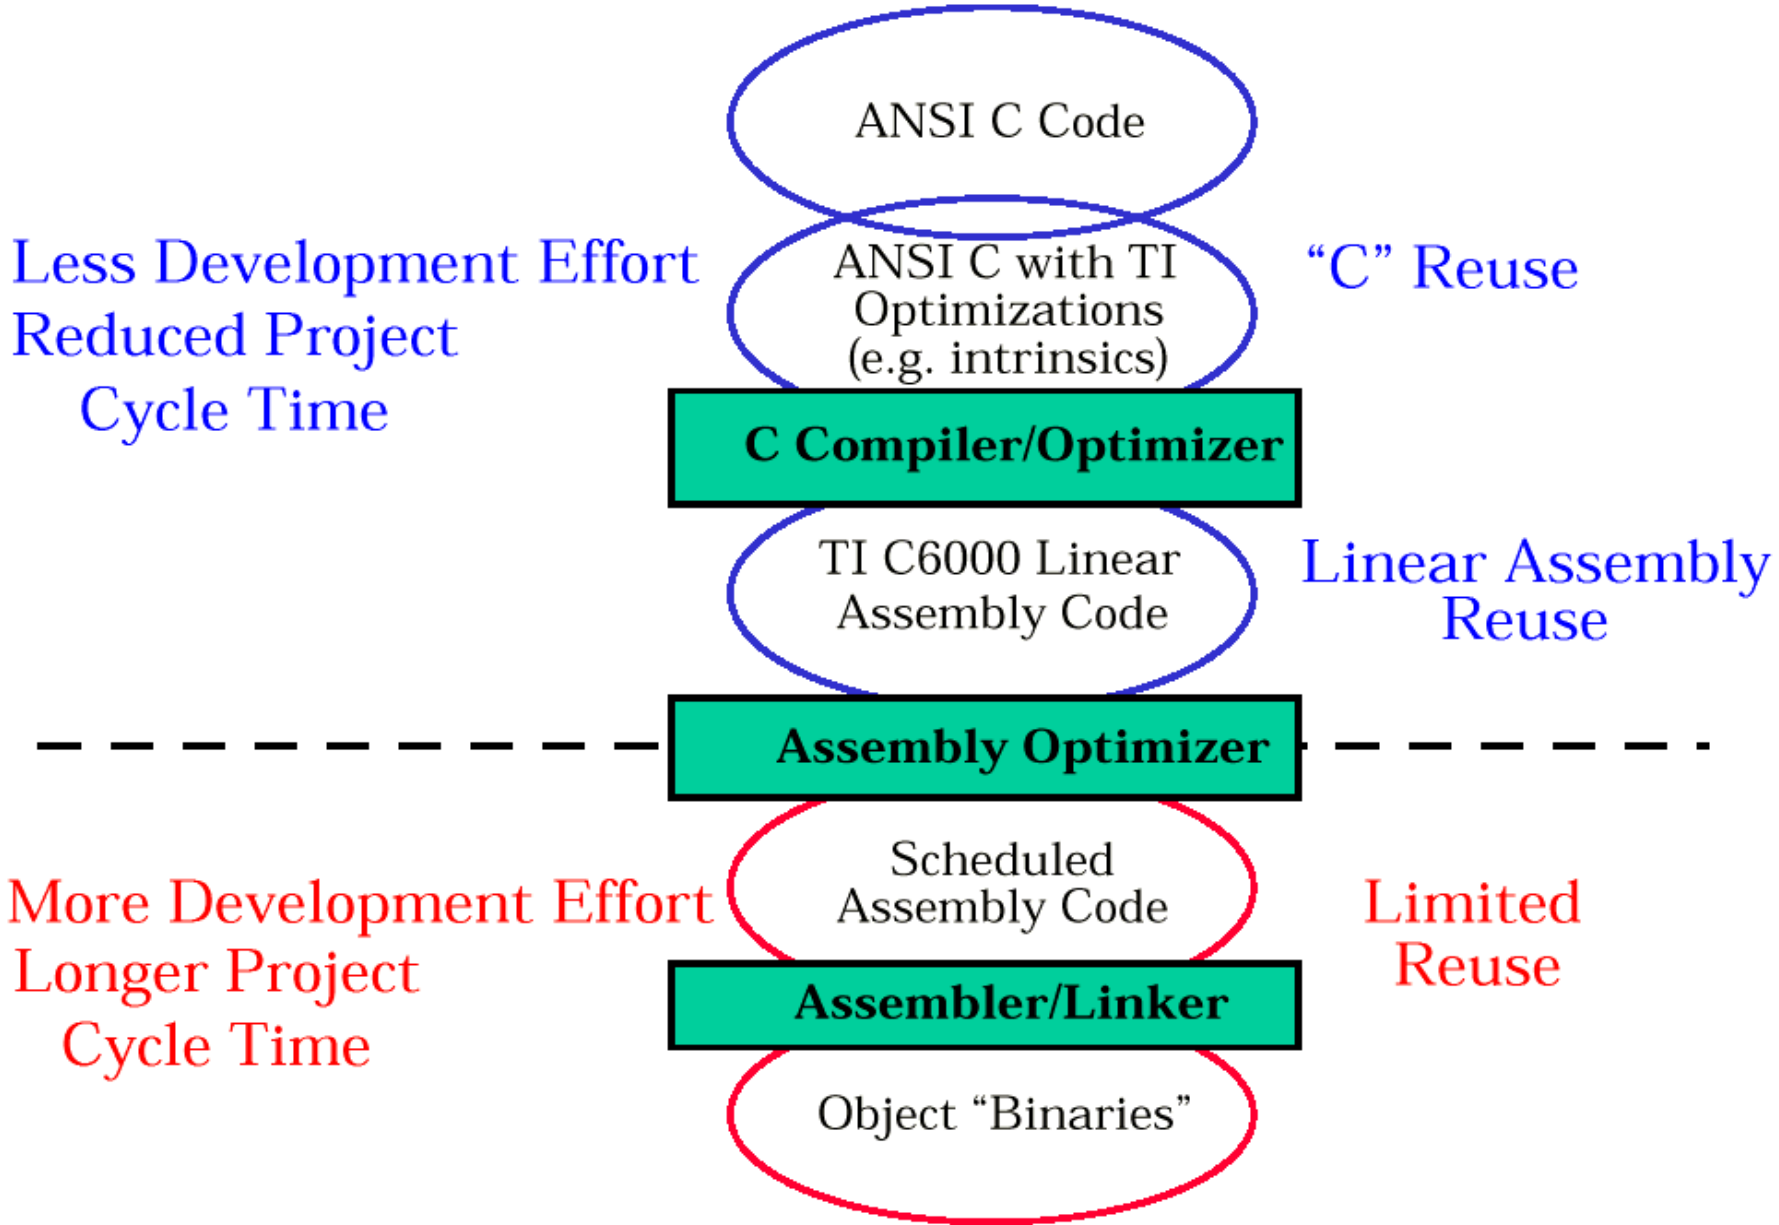 ANSI C Code
Less Development Effort
Reduced Project
Cycle Time
ANSI C with TI
Optimizations
(e.g. intrinsics)
“C” Reuse
C Compiler/Optimizer
TI C6000 Linear
Assembly Code
Linear Assembly
Reuse
Assembly Optimizer
More Development Effort
Longer Project
Cycle Time
Scheduled
Assembly Code
Limited
Reuse
Assembler/Linker
Object “Binaries”